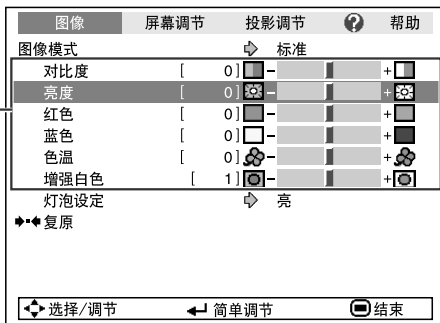 图像 屏幕调节 投影调节 ? 帮助
图像模式 标准
对比度 [ 0] - +
亮度 [ 0] - +
红色 [ 0] - +
蓝色 [ 0] - +
色温 [ 0] - +
增强白色 [ 1] - +
灯泡设定 亮
复原
选择/调节 简单调节 结束